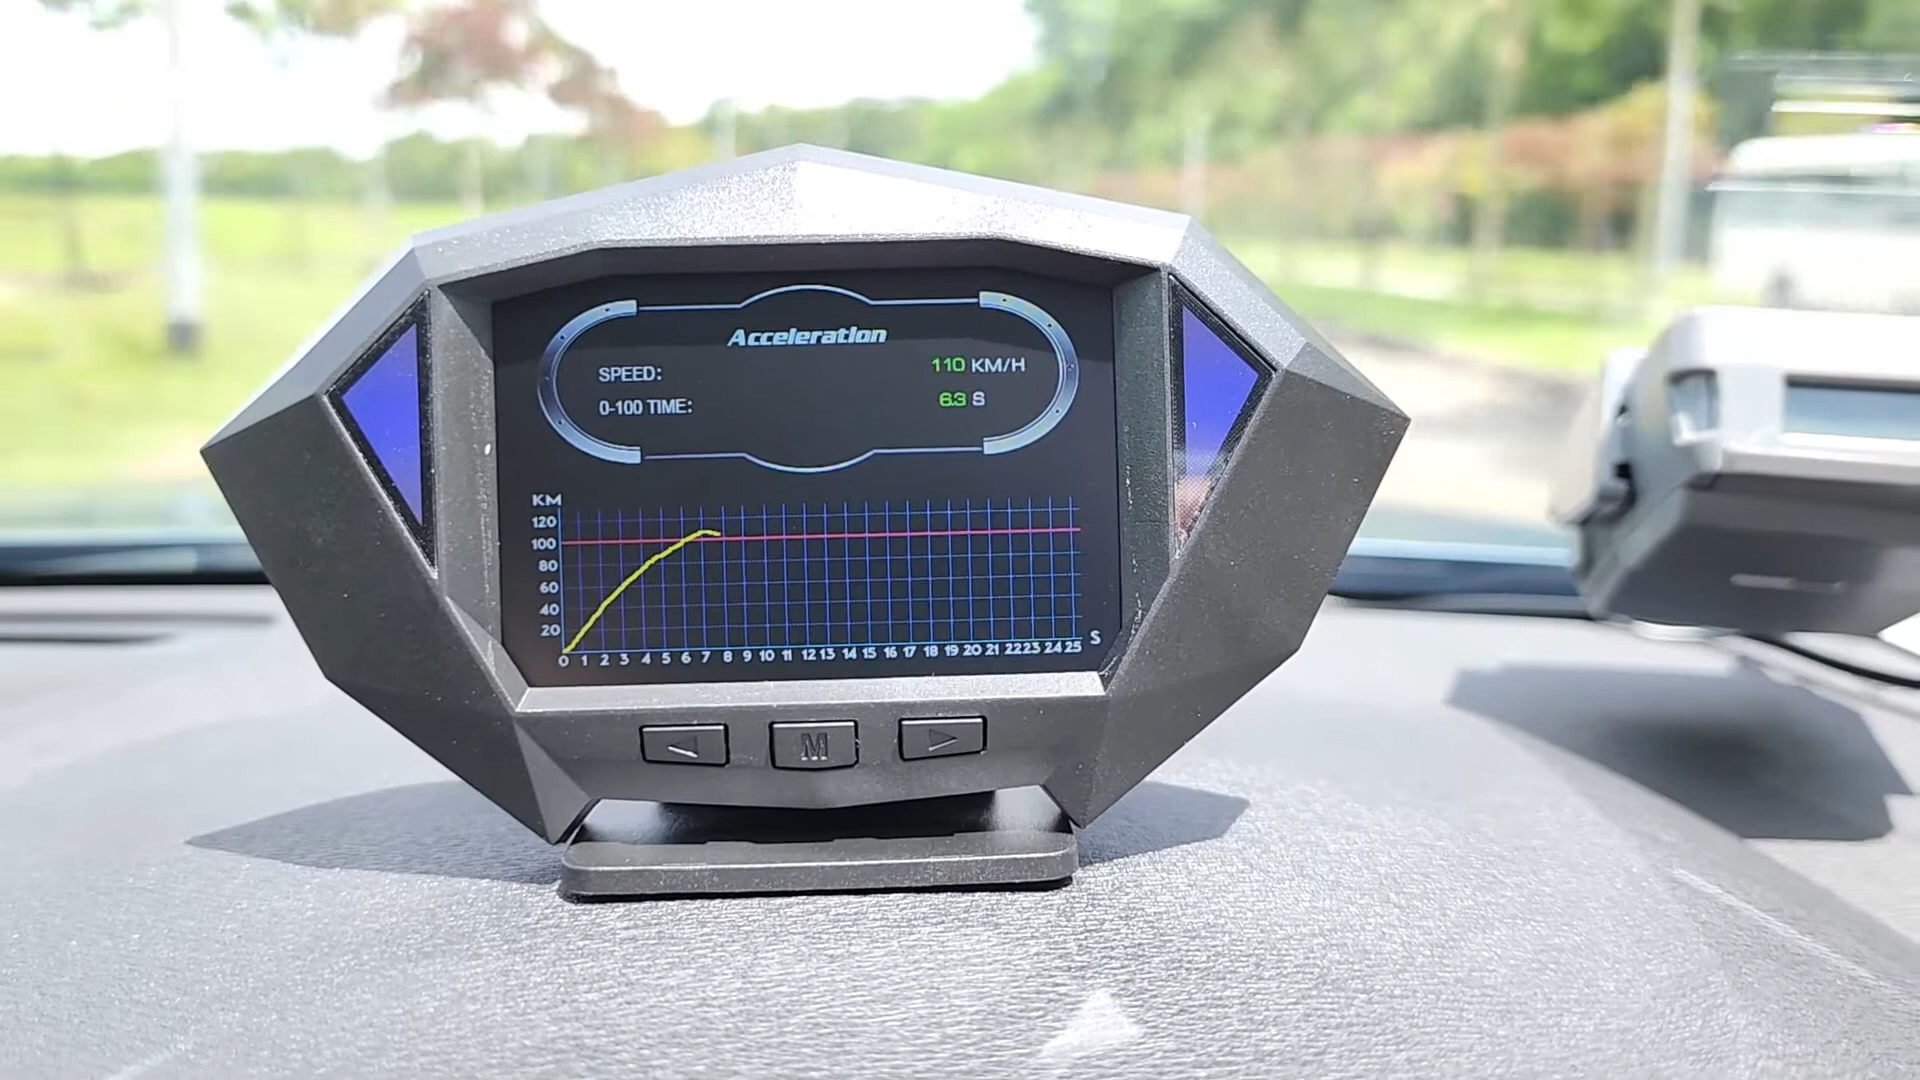 Acceleration
SPEED: 110 KM/H
0-100 TIME: 6.3 S
KM
120
100
80
60
40
20
0 1 2 3 4 5 6 7 8 9 10 11 12 13 14 15 16 17 18 19 20 21 22 23 24 25 S
M